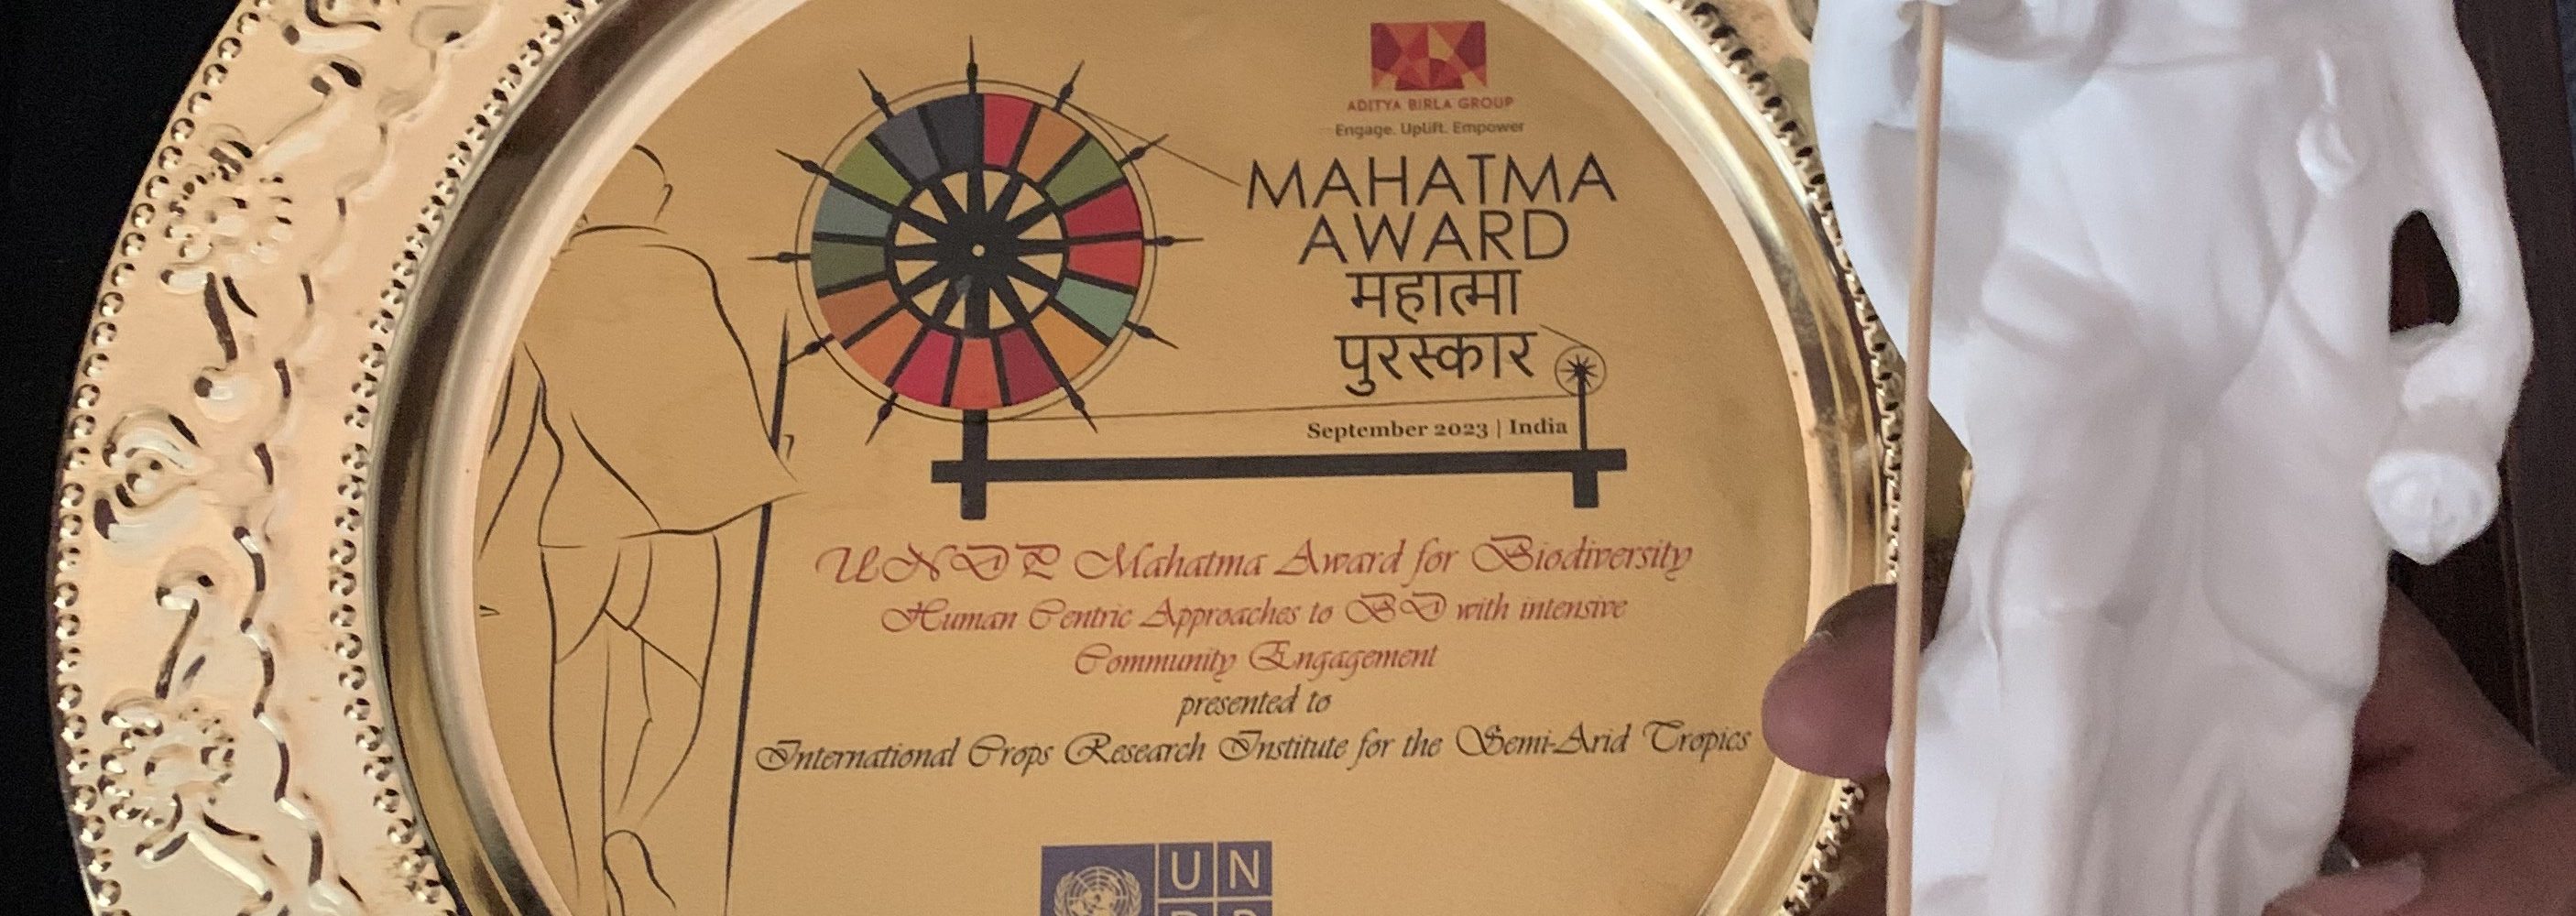 ADITYA BIRLA GROUP
Engage. Uplift. Empower
MAHATMA
AWARD
महात्मा
पुरस्कार
September 2023 | India
UNDP Mahatma Award for Biodiversity
Human Centric Approaches to BD with intensive
Community Engagement
presented to
International Crops Research Institute for the Semi-Arid Tropics
UN